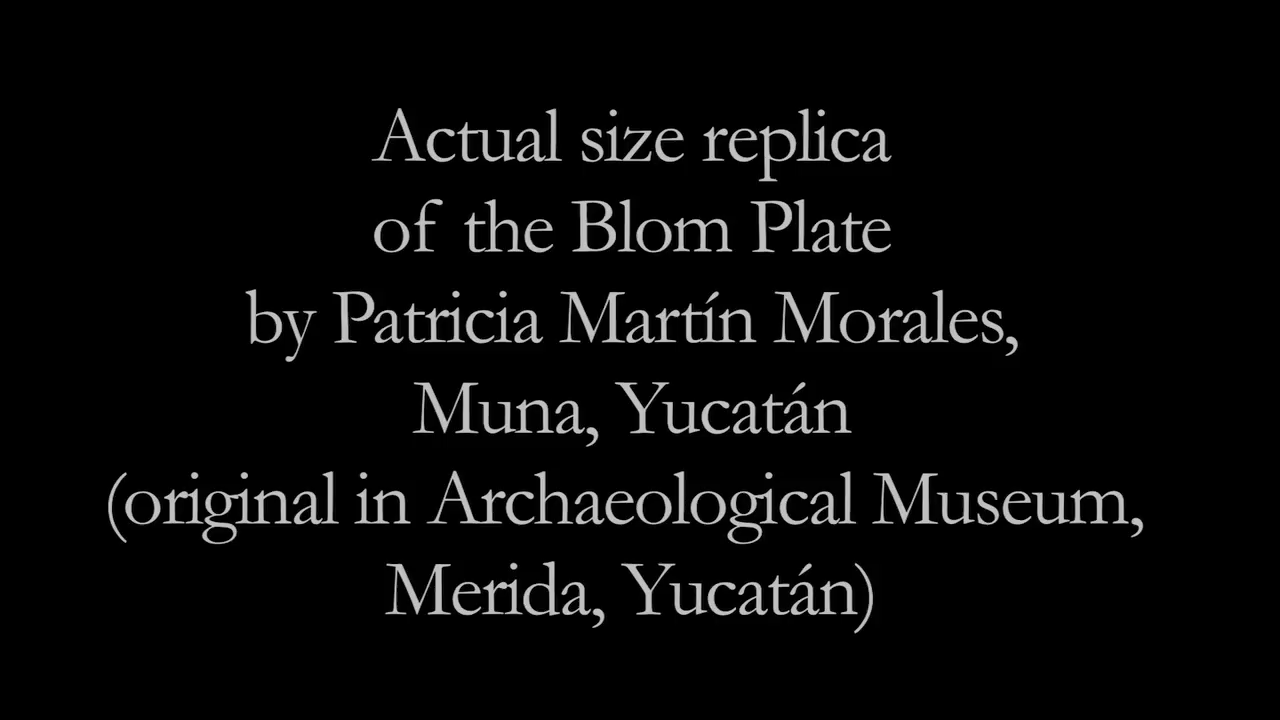 Actual size replica
of the Blom Plate
by Patricia Martín Morales,
Muna, Yucatán
(original in Archaeological Museum,
Merida, Yucatán)